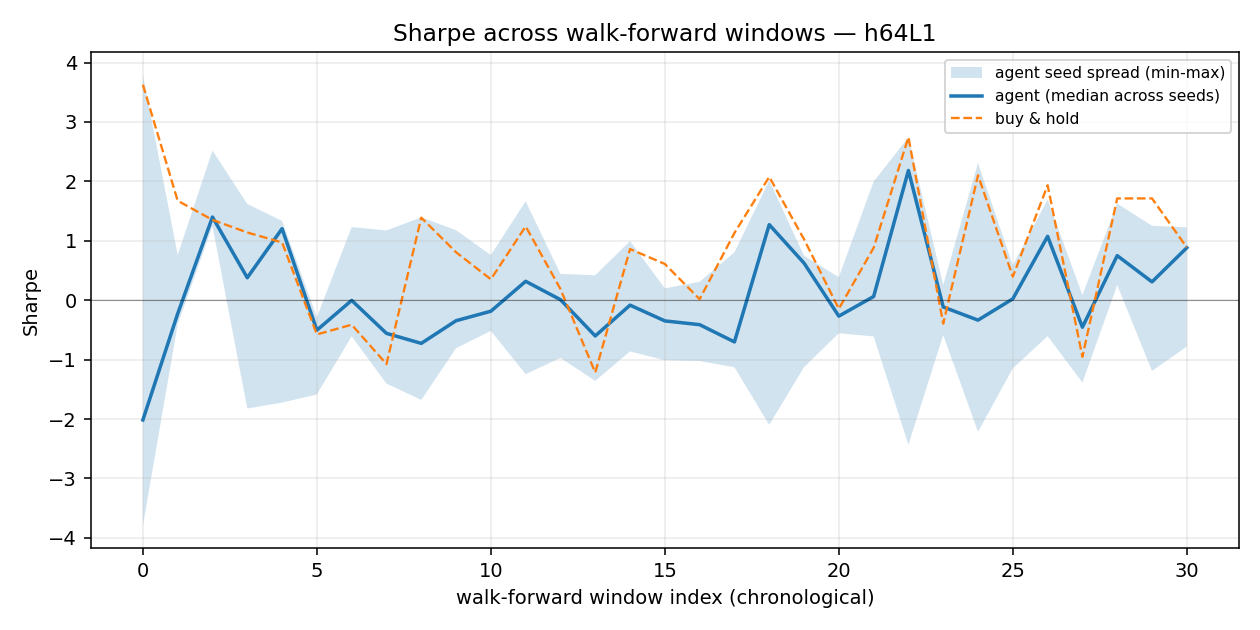 Sharpe across walk-forward windows — h64L1
agent seed spread (min-max)
agent (median across seeds)
buy & hold
Sharpe
4
3
2
1
0
−1
−2
−3
−4
0 5 10 15 20 25 30
walk-forward window index (chronological)